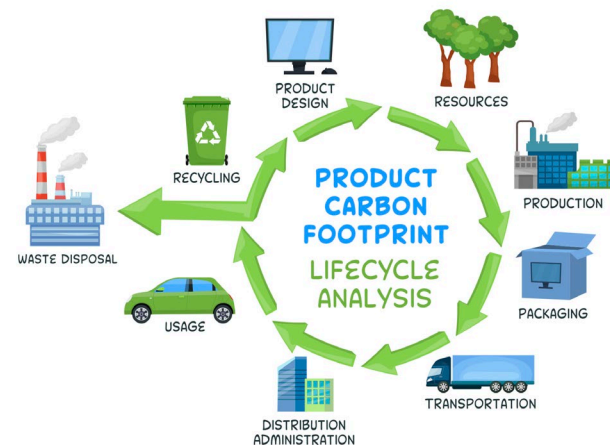 PRODUCT
DESIGN
RESOURCES
RECYCLING
PRODUCT
CARBON
FOOTPRINT
LIFECYCLE
ANALYSIS
PRODUCTION
WASTE DISPOSAL
PACKAGING
USAGE
TRANSPORTATION
DISTRIBUTION
ADMINISTRATION